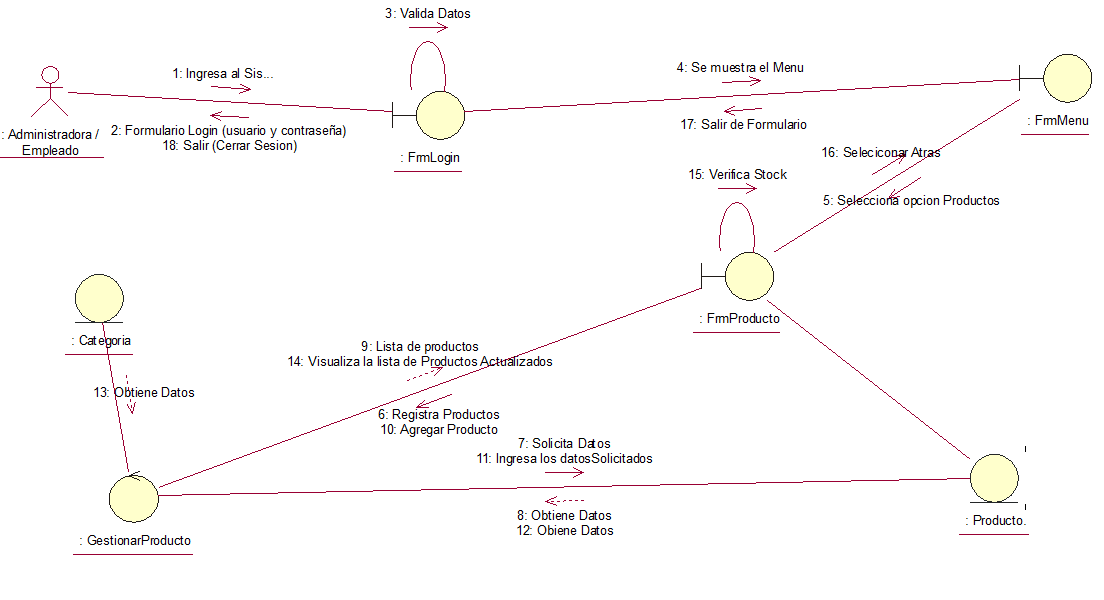 3: Valida Datos
1: Ingresa al Sis...
4: Se muestra el Menu
2: Formulario Login (usuario y contraseña)
18: Salir (Cerrar Sesion)
17: Salir de Formulario
: Administradora /
Empleado
: FrmLogin
: FrmMenu
16: Selecionar Atras
15: Verifica Stock
5: Selecciona opcion Productos
: FrmProducto
: Categoria
9: Lista de productos
14: Visualiza la lista de Productos Actualizados
13: Obtiene Datos
6: Registra Productos
10: Agregar Producto
7: Solicita Datos
11: Ingresa los datosSolicitados
8: Obtiene Datos
12: Obiene Datos
: GestionarProducto
: Producto.